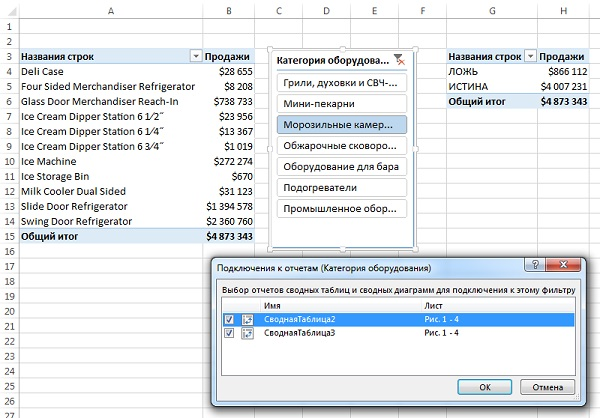 A B C D E F G H
1
2
3 Названия строк Продажи Категория оборудова... Названия строк Продажи
4 Deli Case $28 655 Грили, духовки и СВЧ-... ЛОЖЬ $866 112
5 Four Sided Merchandiser Refrigerator $8 208 ИСТИНА $4 007 231
6 Glass Door Merchandiser Reach-In $738 733 Мини-пекарни Общий итог $4 873 343
7 Ice Cream Dipper Station 6 1⁄2˝ $23 956 Морозильные камер...
8 Ice Cream Dipper Station 6 1⁄4˝ $13 367
9 Ice Cream Dipper Station 6 3⁄4˝ $1 019 Обжарочные сковоро...
10 Ice Machine $272 274 Оборудование для бара
11 Ice Storage Bin $670
12 Milk Cooler Dual Sided $31 123 Подогреватели
13 Slide Door Refrigerator $1 394 578 Промышленное обор...
14 Swing Door Refrigerator $2 360 760
15 Общий итог $4 873 343
16
17 Подключения к отчетам (Категория оборудования)
18
19 Выбор отчетов сводных таблиц и сводных диаграмм для подключения к этому фильтру
20 Имя Лист
21 СводнаяТаблица2 Рис. 1 - 4
22 СводнаяТаблица3 Рис. 1 - 4
23
24
25 ОК Отмена
26
27